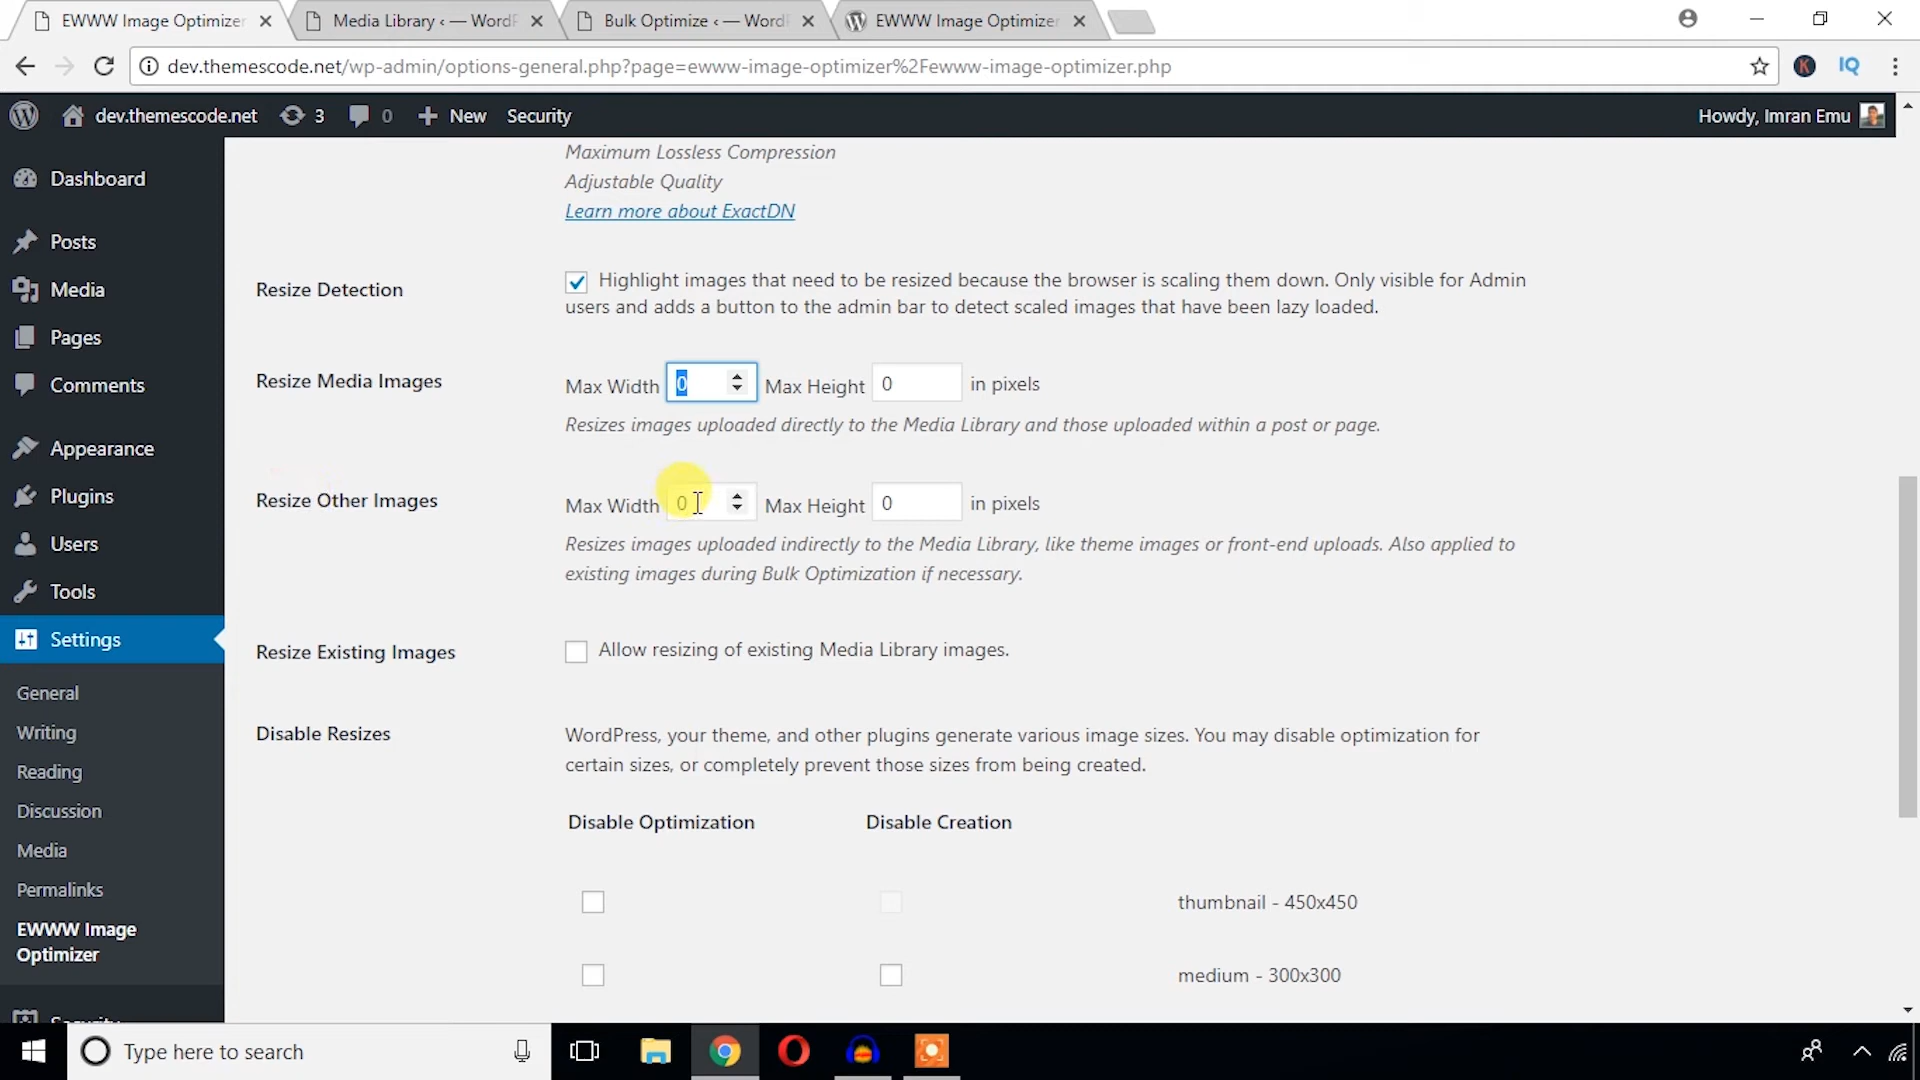 EWWW Image Optimizer
Media Library ‹ — WordP
Bulk Optimize ‹ — WordP
EWWW Image Optimizer
dev.themescode.net/wp-admin/options-general.php?page=ewww-image-optimizer%2Fewww-image-optimizer.php
K
IQ
dev.themescode.net
3
0
New
Security
Howdy, Imran Emu
Dashboard
Posts
Media
Pages
Comments
Appearance
Plugins
Users
Tools
Settings
General
Writing
Reading
Discussion
Media
Permalinks
EWWW Image
Optimizer
Security
Maximum Lossless Compression
Adjustable Quality
Learn more about ExactDN
Resize Detection
Highlight images that need to be resized because the browser is scaling them down. Only visible for Admin
users and adds a button to the admin bar to detect scaled images that have been lazy loaded.
Resize Media Images
Max Width 0 Max Height 0 in pixels
Resizes images uploaded directly to the Media Library and those uploaded within a post or page.
Resize Other Images
Max Width 0 Max Height 0 in pixels
Resizes images uploaded indirectly to the Media Library, like theme images or front-end uploads. Also applied to
existing images during Bulk Optimization if necessary.
Resize Existing Images
Allow resizing of existing Media Library images.
Disable Resizes
WordPress, your theme, and other plugins generate various image sizes. You may disable optimization for
certain sizes, or completely prevent those sizes from being created.
Disable Optimization
Disable Creation
thumbnail - 450x450
medium - 300x300
Type here to search